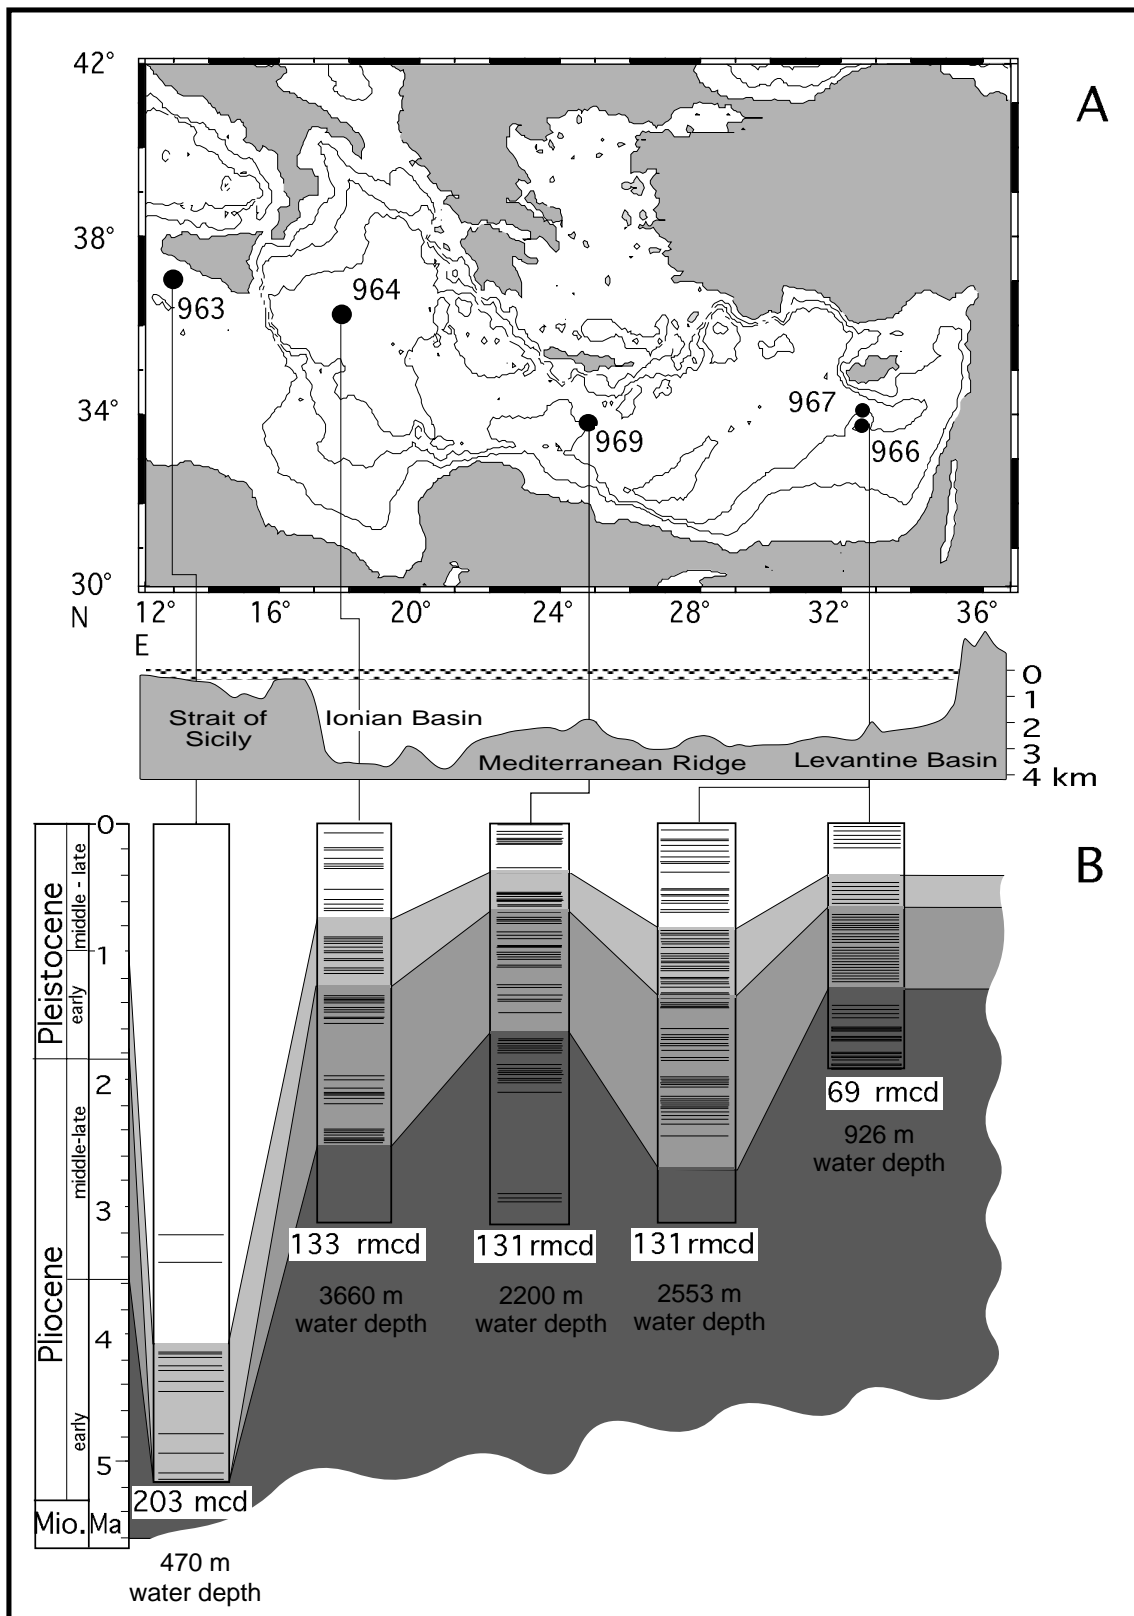 42°
A
38°
963
964
34°
969
967
966
30°
N
12°
16°
20°
24°
28°
32°
36°
E
0
1
2
3
4 km
Strait of
Sicily
Ionian Basin
Mediterranean Ridge
Levantine Basin
B
Pleistocene
middle - late
early
Pliocene
middle-late
early
Mio.
Ma
0
1
2
3
4
5
203 mcd
470 m
water depth
133 rmcd
3660 m
water depth
131 rmcd
2200 m
water depth
131 rmcd
2553 m
water depth
69 rmcd
926 m
water depth